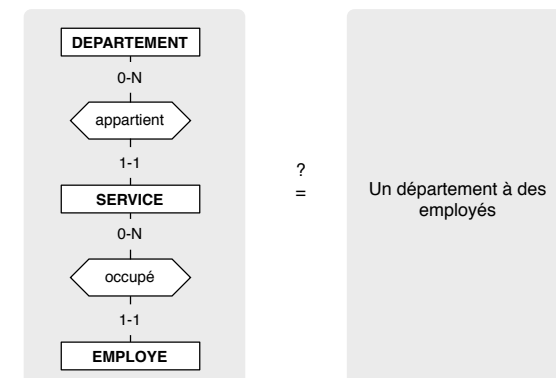 DEPARTEMENT
0-N
appartient
1-1
SERVICE
0-N
occupé
1-1
EMPLOYE
?
=
Un département à des
employés